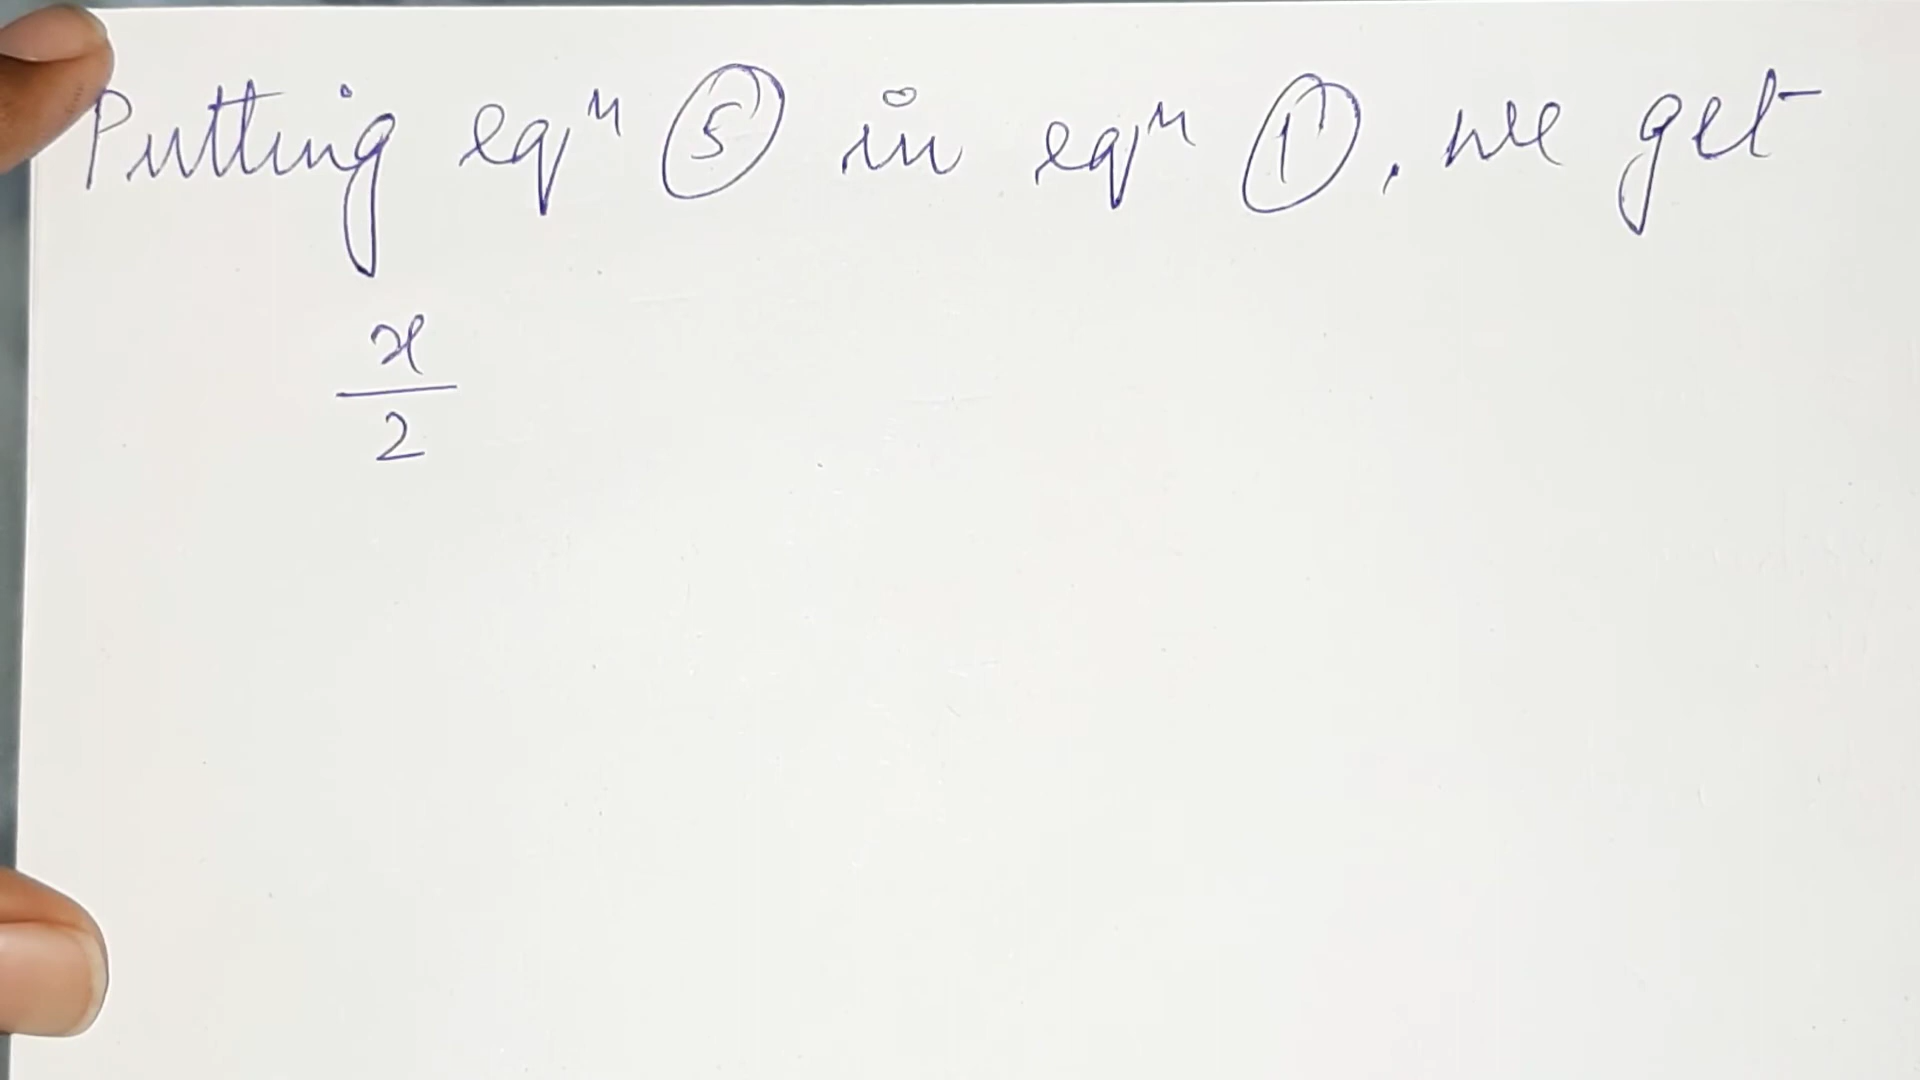 Putting eqⁿ ⑤ in eqⁿ ①, we get
x
2